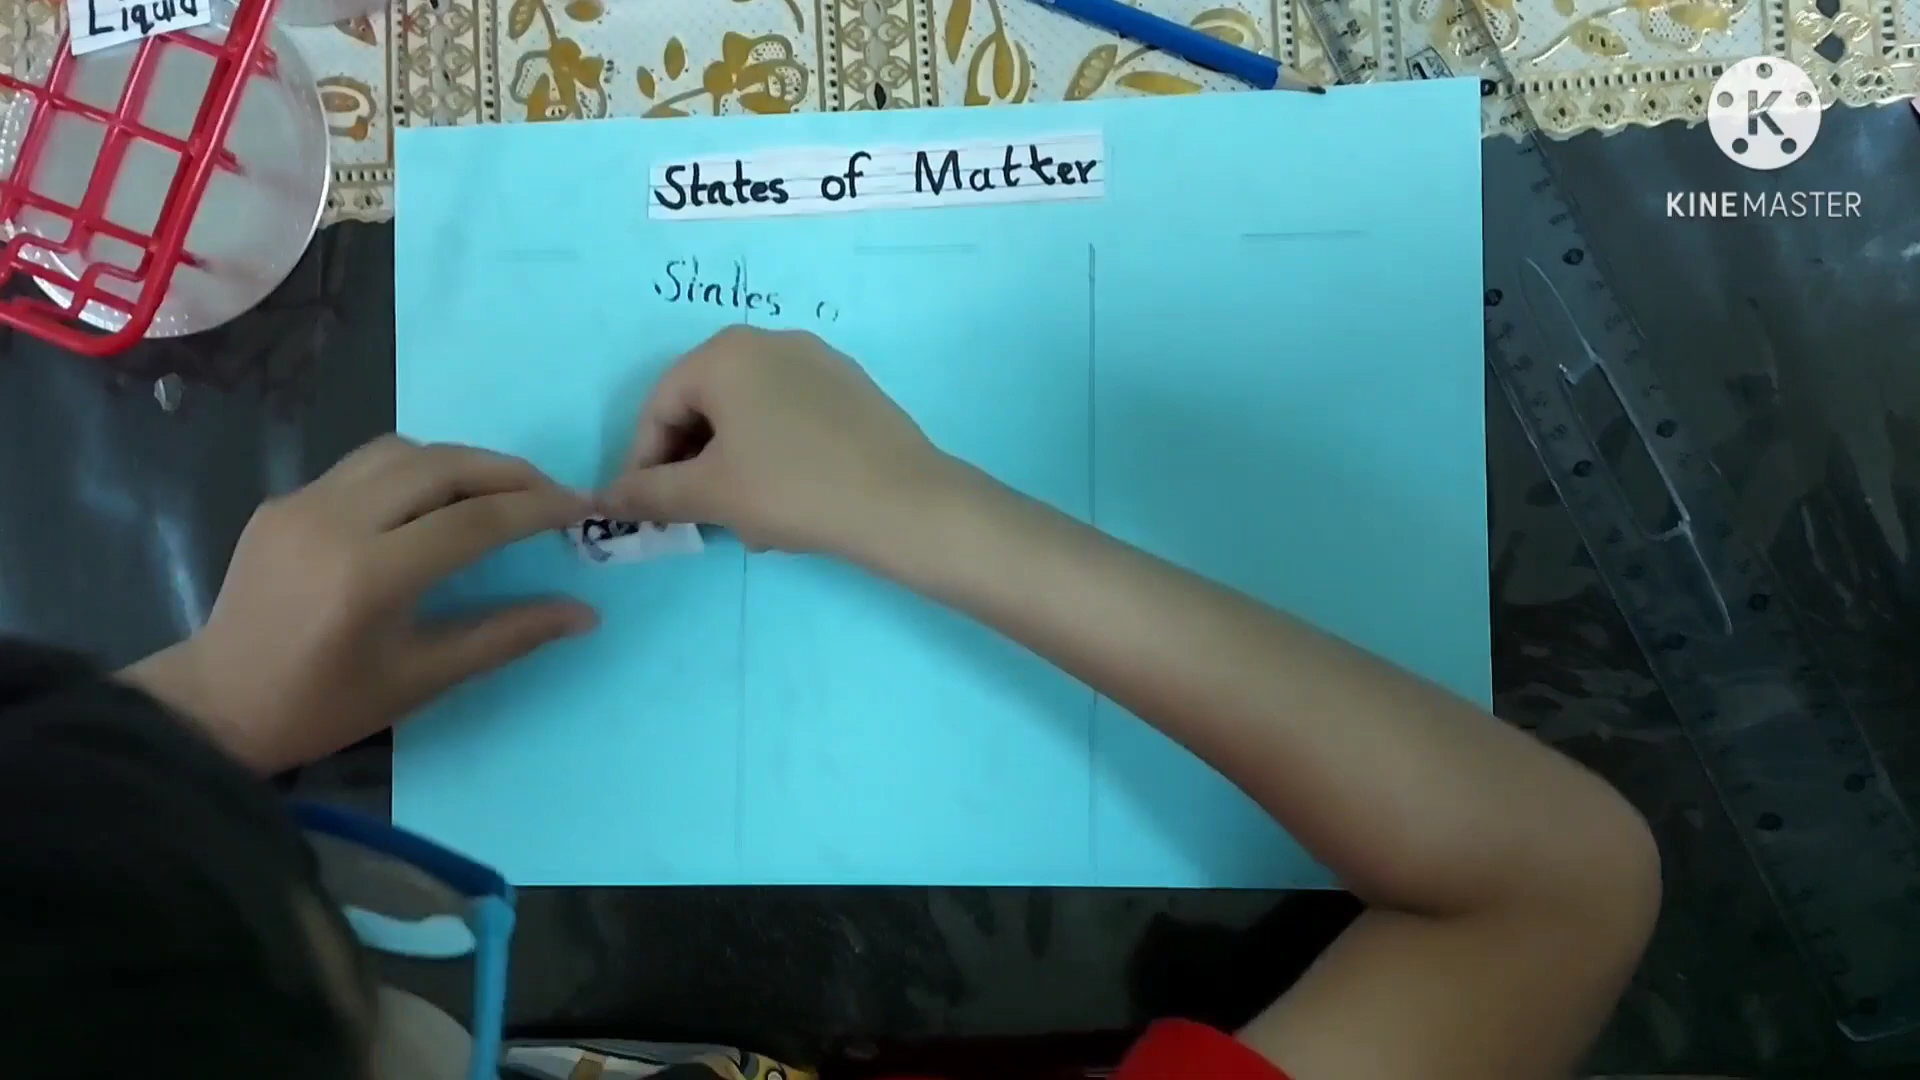 Liquid
K
KINEMASTER
States of Matter
States o